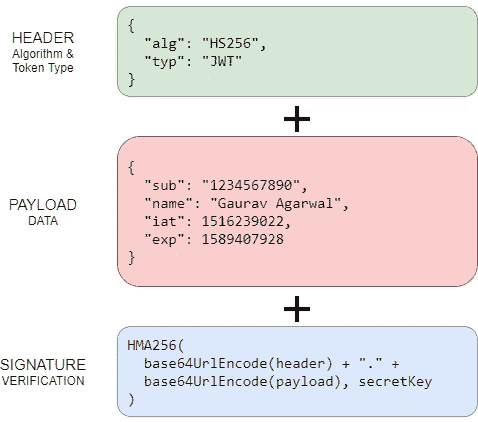 HEADER
Algorithm &
Token Type
{
"alg": "HS256",
"typ": "JWT"
}
+
PAYLOAD
DATA
{
"sub": "1234567890",
"name": "Gaurav Agarwal",
"iat": 1516239022,
"exp": 1589407928
}
+
SIGNATURE
VERIFICATION
HMA256(
base64UrlEncode(header) + "." +
base64UrlEncode(payload), secretKey
)